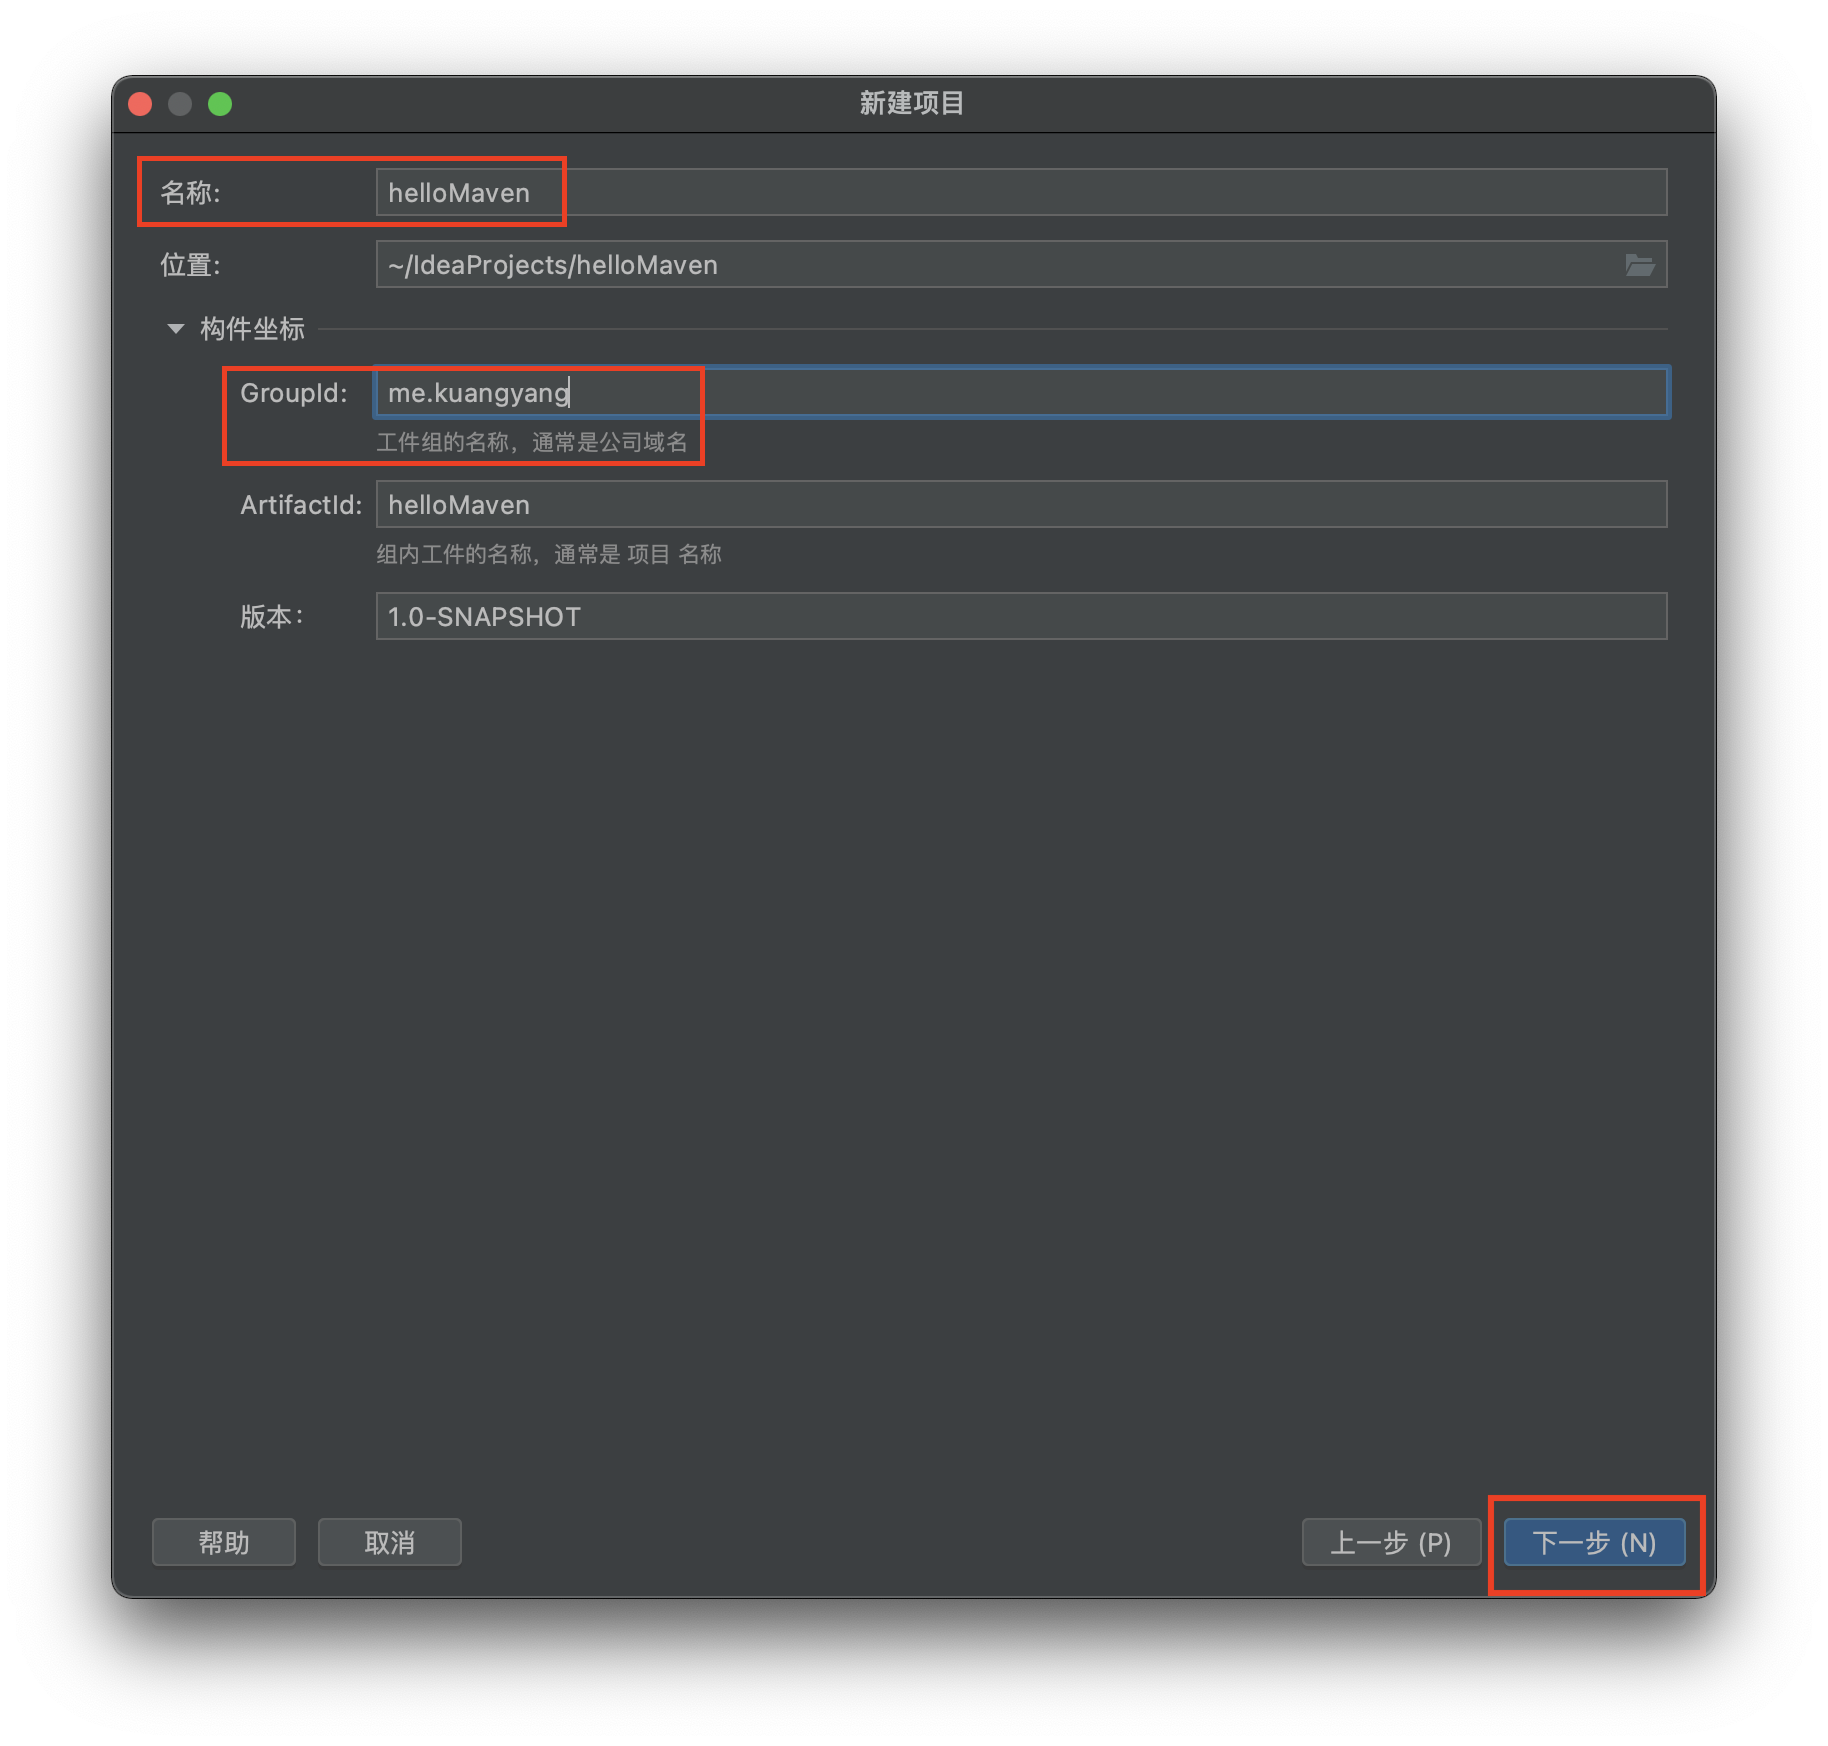 新建项目
名称: helloMaven
位置: ~/IdeaProjects/helloMaven
构件坐标
GroupId: me.kuangyang
工件组的名称，通常是公司域名
ArtifactId: helloMaven
组内工件的名称，通常是 项目 名称
版本： 1.0-SNAPSHOT
帮助 取消 上一步 (P) 下一步 (N)